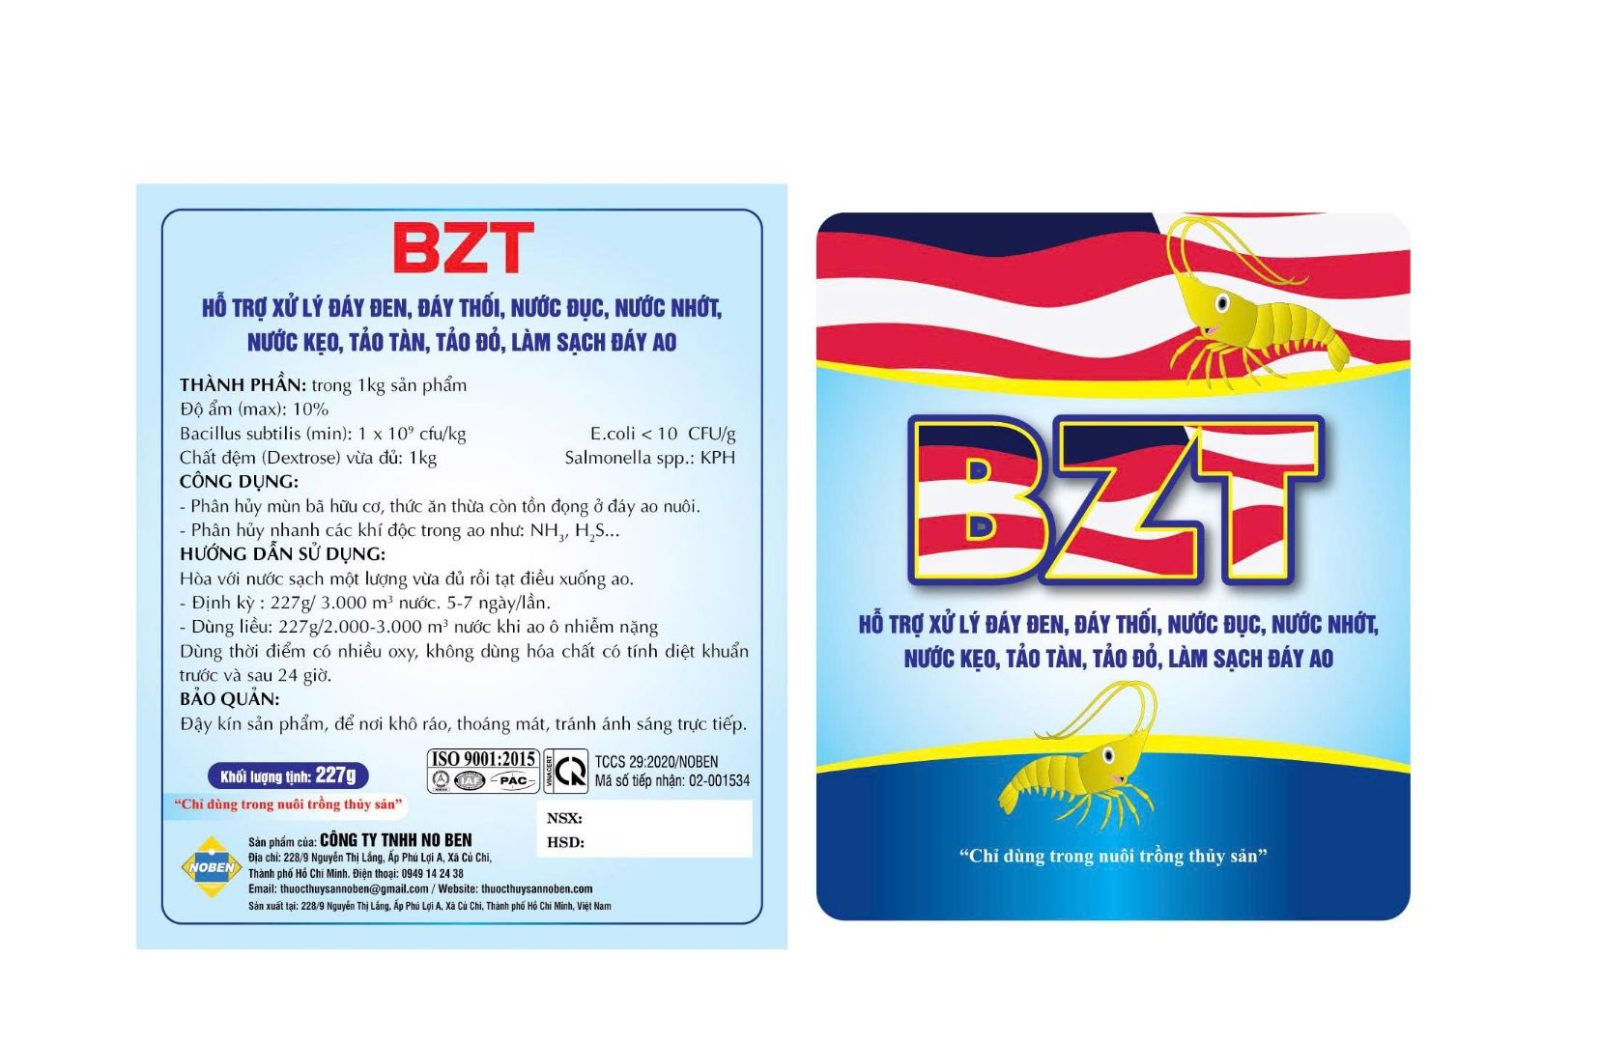 BZT
HỖ TRỢ XỬ LÝ ĐÁY ĐEN, ĐÁY THỐI, NƯỚC ĐỤC, NƯỚC NHỚT,
NƯỚC KẸO, TẢO TÀN, TẢO ĐỎ, LÀM SẠCH ĐÁY AO
THÀNH PHẦN: trong 1kg sản phẩm
Độ ẩm (max): 10%
Bacillus subtilis (min): 1 x 10⁹ cfu/kg E.coli < 10 CFU/g
Chất đệm (Dextrose) vừa đủ: 1kg Salmonella spp.: KPH
CÔNG DỤNG:
- Phân hủy mùn bã hữu cơ, thức ăn thừa còn tồn đọng ở đáy ao nuôi.
- Phân hủy nhanh các khí độc trong ao như: NH₃, H₂S...
HƯỚNG DẪN SỬ DỤNG:
Hòa với nước sạch một lượng vừa đủ rồi tạt điều xuống ao.
- Định kỳ : 227g/ 3.000 m³ nước. 5-7 ngày/lần.
- Dùng liều: 227g/2.000-3.000 m³ nước khi ao ô nhiễm nặng
Dùng thời điểm có nhiều oxy, không dùng hóa chất có tính diệt khuẩn
trước và sau 24 giờ.
BẢO QUẢN:
Đậy kín sản phẩm, để nơi khô ráo, thoáng mát, tránh ánh sáng trực tiếp.
Khối lượng tịnh: 227g
"Chỉ dùng trong nuôi trồng thủy sản"
ISO 9001:2015
IAF PAC
VINACERT
TCCS 29:2020/NOBEN
Mã số tiếp nhận: 02-001534
NSX:
HSD:
NOBEN
Sản phẩm của: CÔNG TY TNHH NO BEN
Địa chỉ: 228/9 Nguyễn Thị Lắng, Ấp Phú Lợi A, Xã Củ Chi,
Thành phố Hồ Chí Minh. Điện thoại: 0949 14 24 38
Email: thuocthuysannoben@gmail.com / Website: thuocthuysannoben.com
Sản xuất tại: 228/9 Nguyễn Thị Lắng, Ấp Phú Lợi A, Xã Củ Chi, Thành phố Hồ Chí Minh, Việt Nam
BZT
HỖ TRỢ XỬ LÝ ĐÁY ĐEN, ĐÁY THỐI, NƯỚC ĐỤC, NƯỚC NHỚT,
NƯỚC KẸO, TẢO TÀN, TẢO ĐỎ, LÀM SẠCH ĐÁY AO
"Chỉ dùng trong nuôi trồng thủy sản"